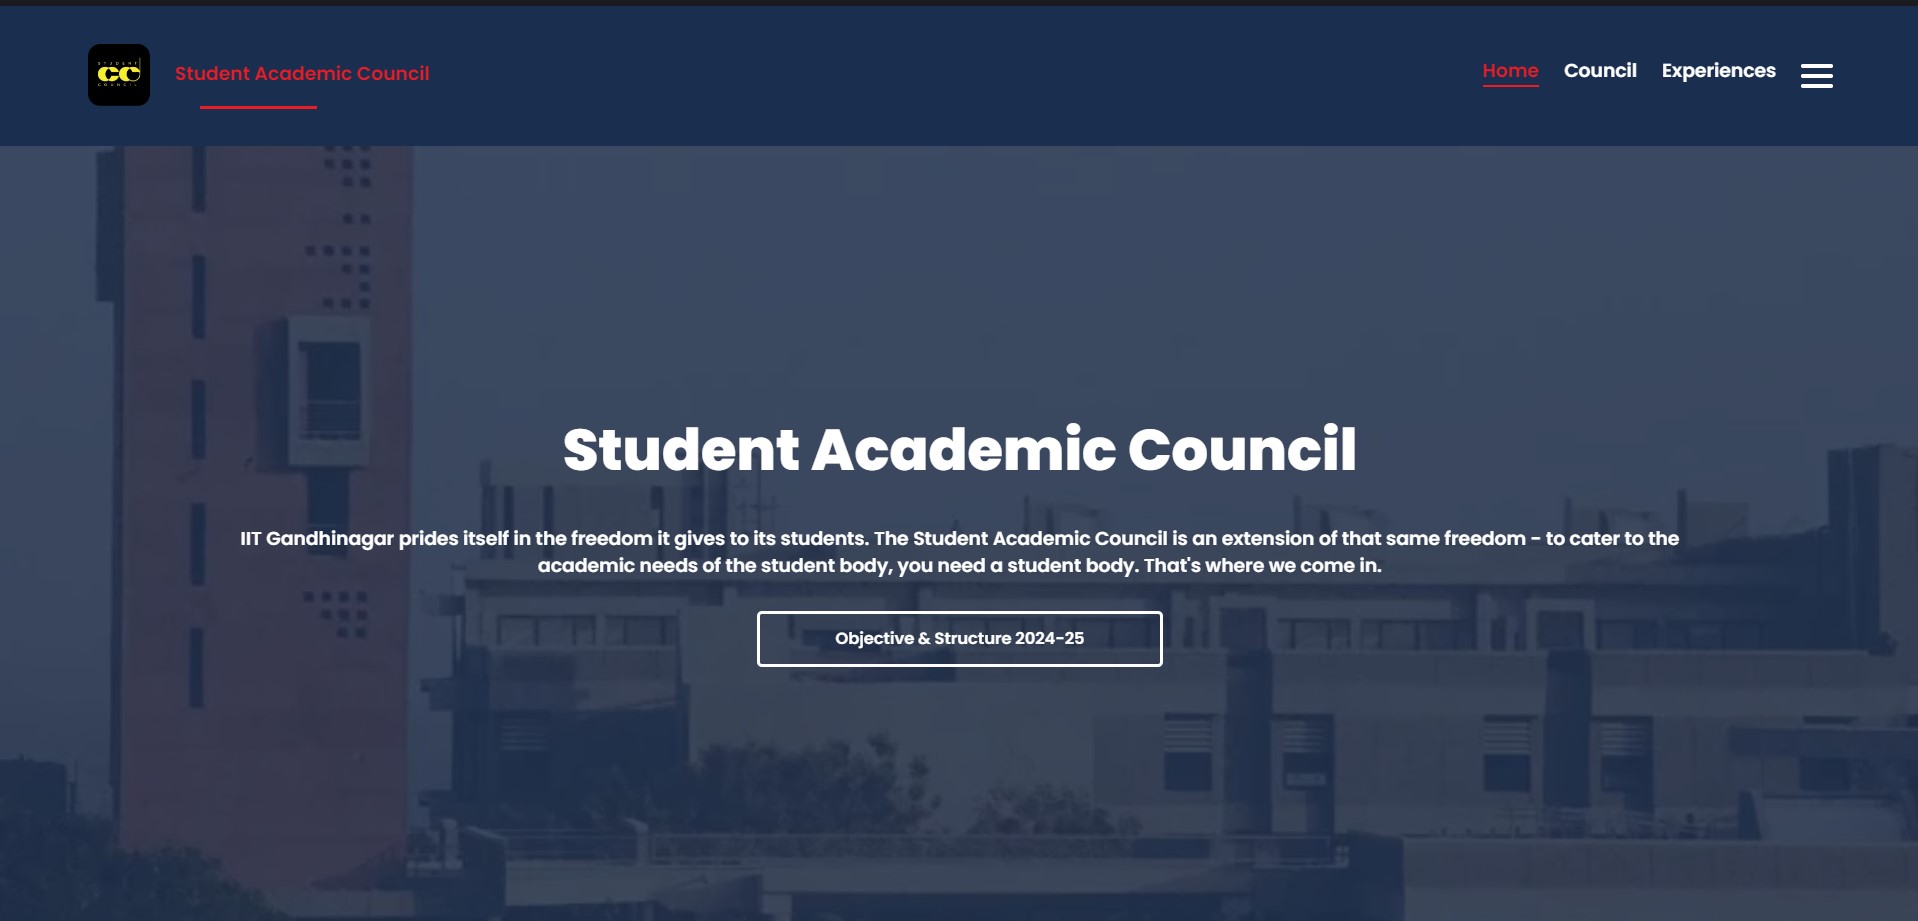 STUDENT
CC
COUNCIL
Student Academic Council
Home
Council
Experiences
Student Academic Council
IIT Gandhinagar prides itself in the freedom it gives to its students. The Student Academic Council is an extension of that same freedom - to cater to the
academic needs of the student body, you need a student body. That's where we come in.
Objective & Structure 2024-25